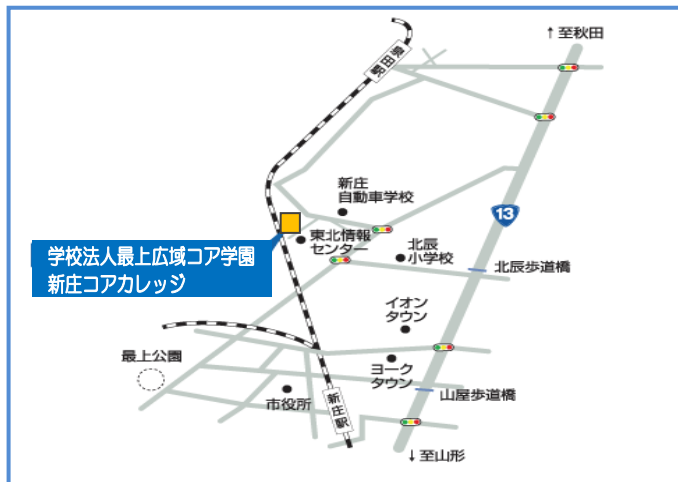 ↑至秋田
奥羽線
新庄
自動車学校
13
学校法人最上広域コア学園
新庄コアカレッジ
東北情報
センター
北辰
小学校
北辰歩道橋
イオン
タウン
最上公園
ヨーク
タウン
市役所
新庄駅
山屋歩道橋
↓至山形